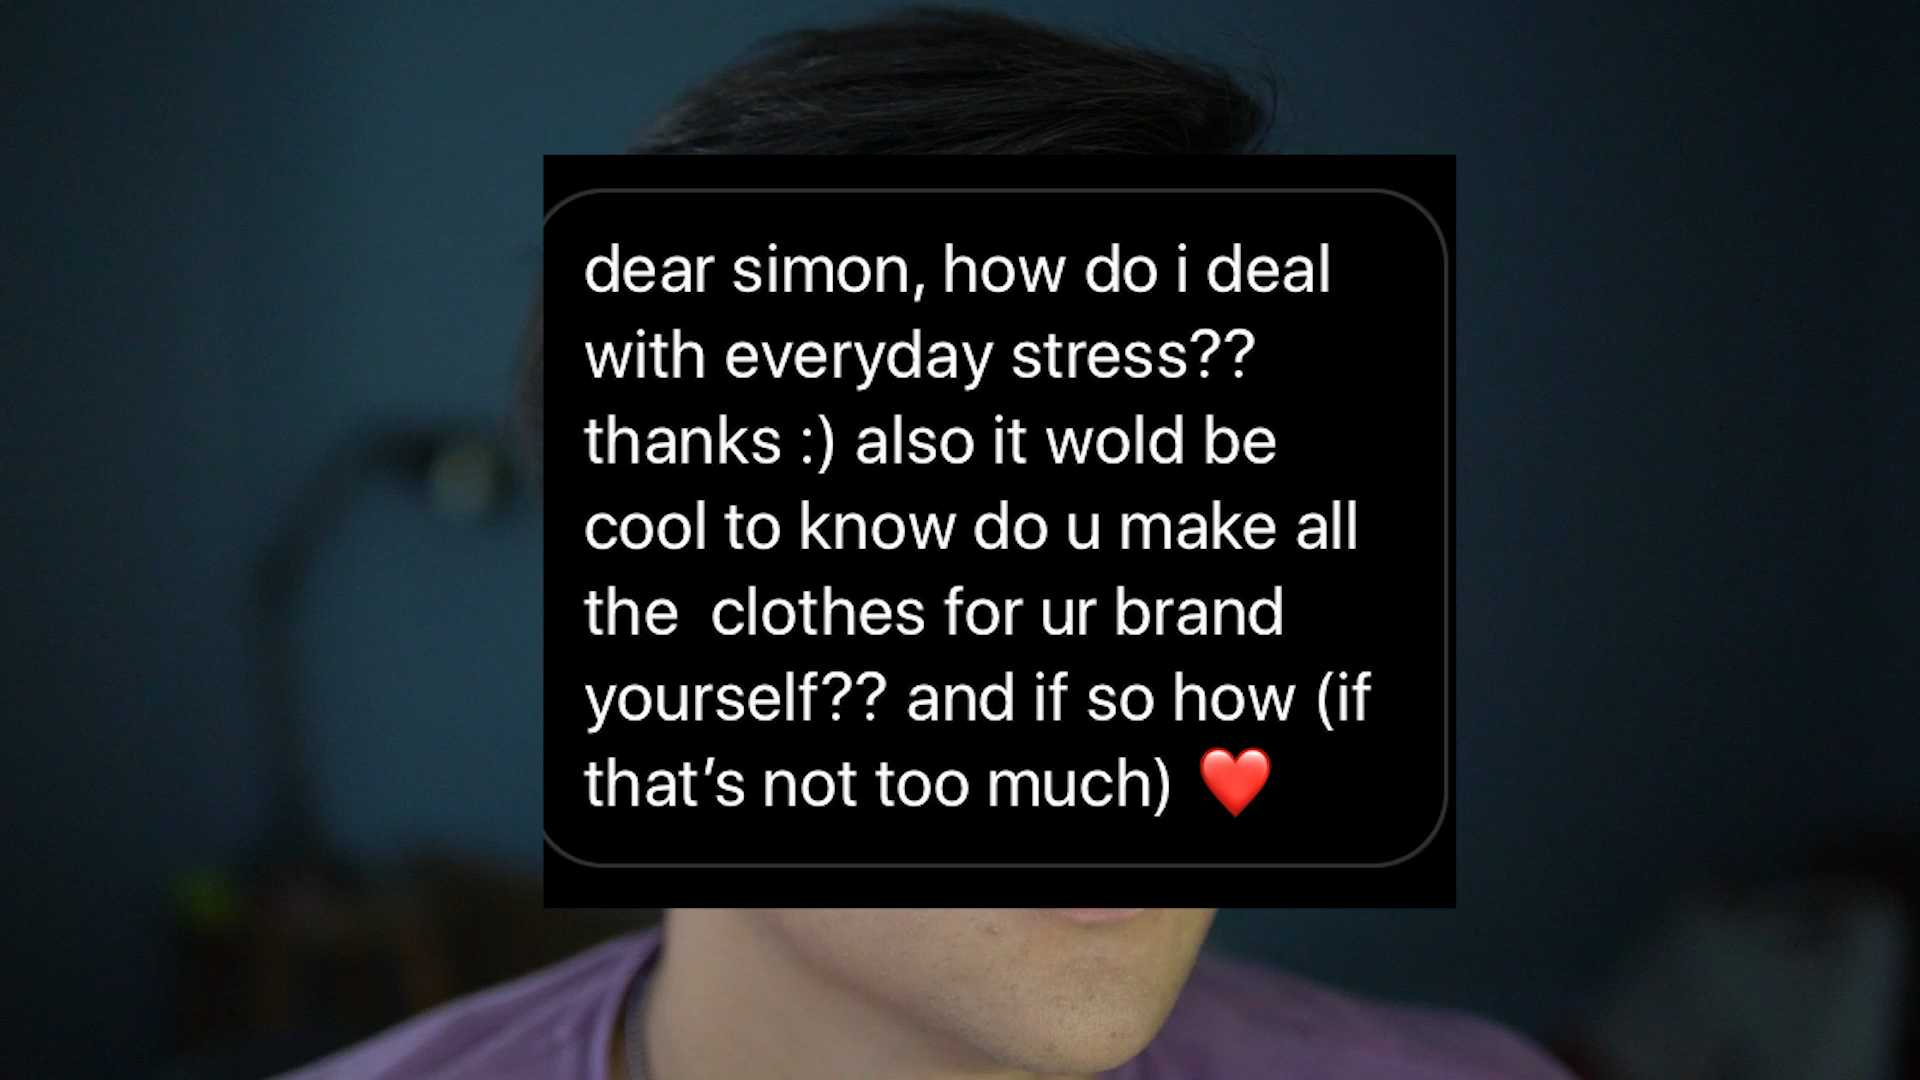 dear simon, how do i deal
with everyday stress??
thanks :) also it wold be
cool to know do u make all
the  clothes for ur brand
yourself?? and if so how (if
that’s not too much) ❤️